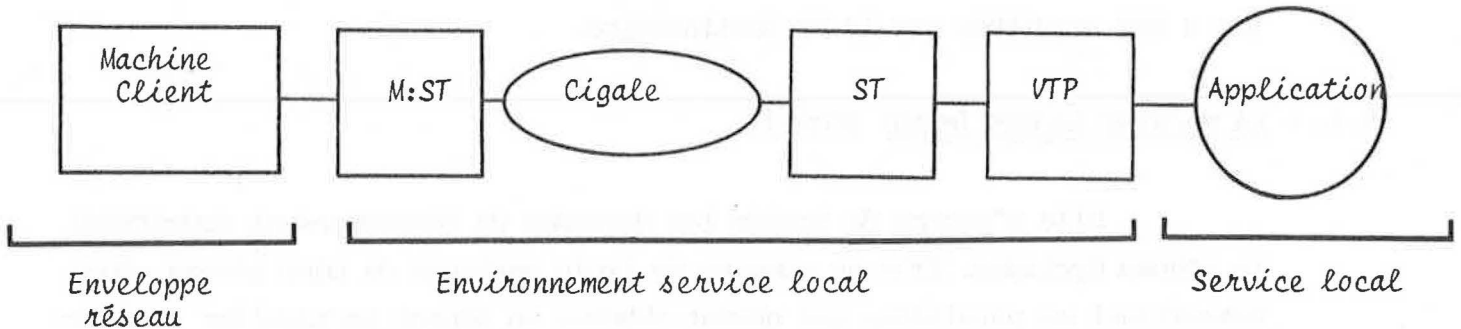 Machine
Client
M:ST
Cigale
ST
VTP
Application
Enveloppe
réseau
Environnement service local
Service local